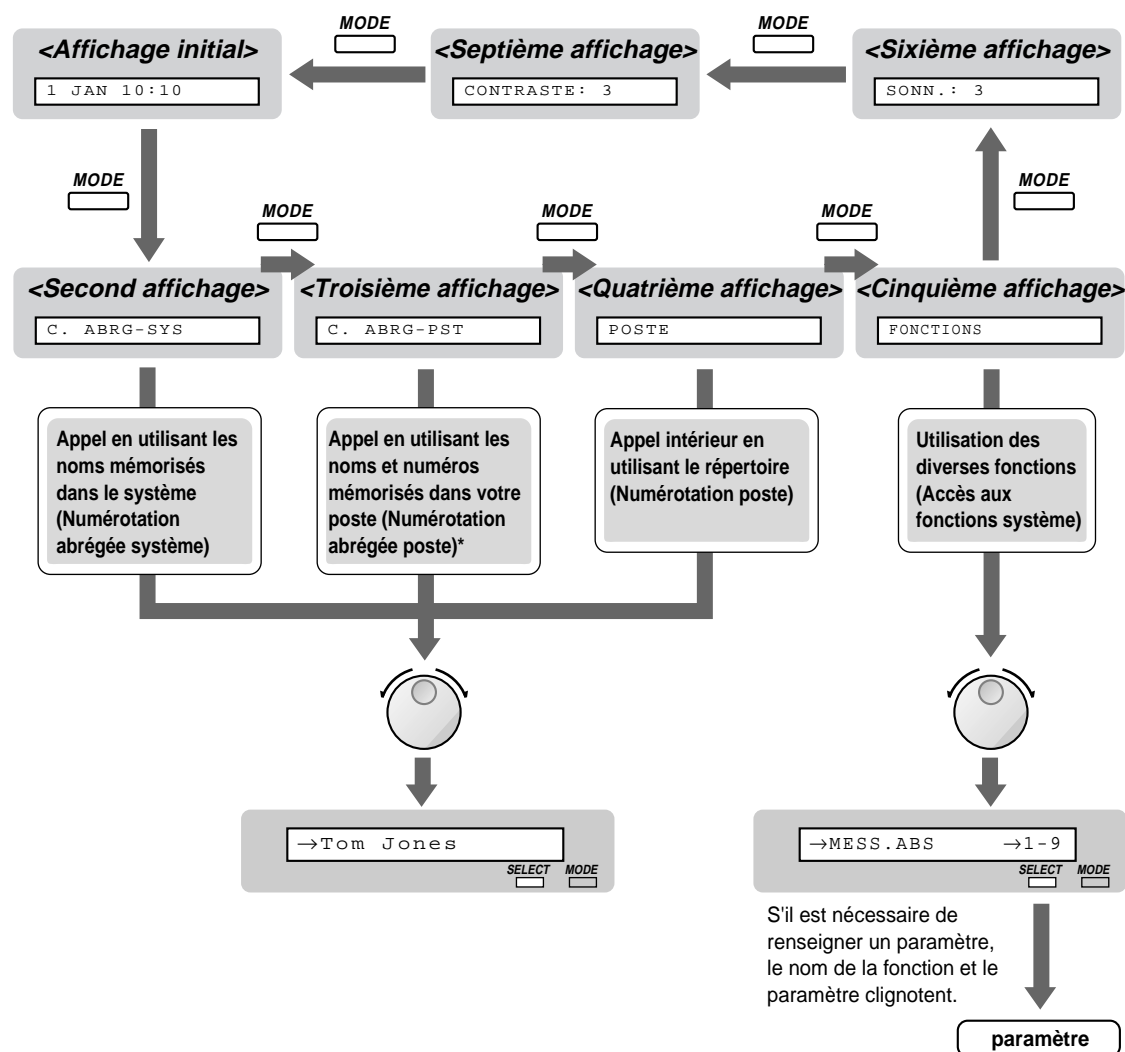 MODE
MODE
<Affichage initial>
<Septième affichage>
<Sixième affichage>
1 JAN 10:10
CONTRASTE: 3
SONN.: 3
MODE
MODE
MODE
MODE
MODE
<Second affichage>
<Troisième affichage>
<Quatrième affichage>
<Cinquième affichage>
C. ABRG-SYS
C. ABRG-PST
POSTE
FONCTIONS
Appel en utilisant les
noms mémorisés
dans le système
(Numérotation
abrégée système)
Appel en utilisant les
noms et numéros
mémorisés dans votre
poste (Numérotation
abrégée poste)*
Appel intérieur en
utilisant le répertoire
(Numérotation poste)
Utilisation des
diverses fonctions
(Accès aux
fonctions système)
→Tom Jones
SELECT MODE
→MESS.ABS →1-9
SELECT MODE
S'il est nécessaire de
renseigner un paramètre,
le nom de la fonction et le
paramètre clignotent.
paramètre